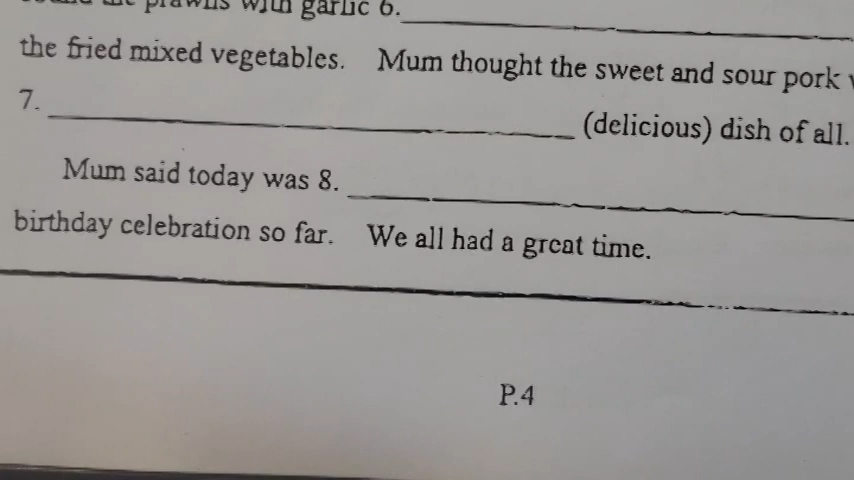 prawns with garlic 6.
the fried mixed vegetables. Mum thought the sweet and sour pork
7. (delicious) dish of all.
Mum said today was 8.
birthday celebration so far. We all had a great time.
P.4